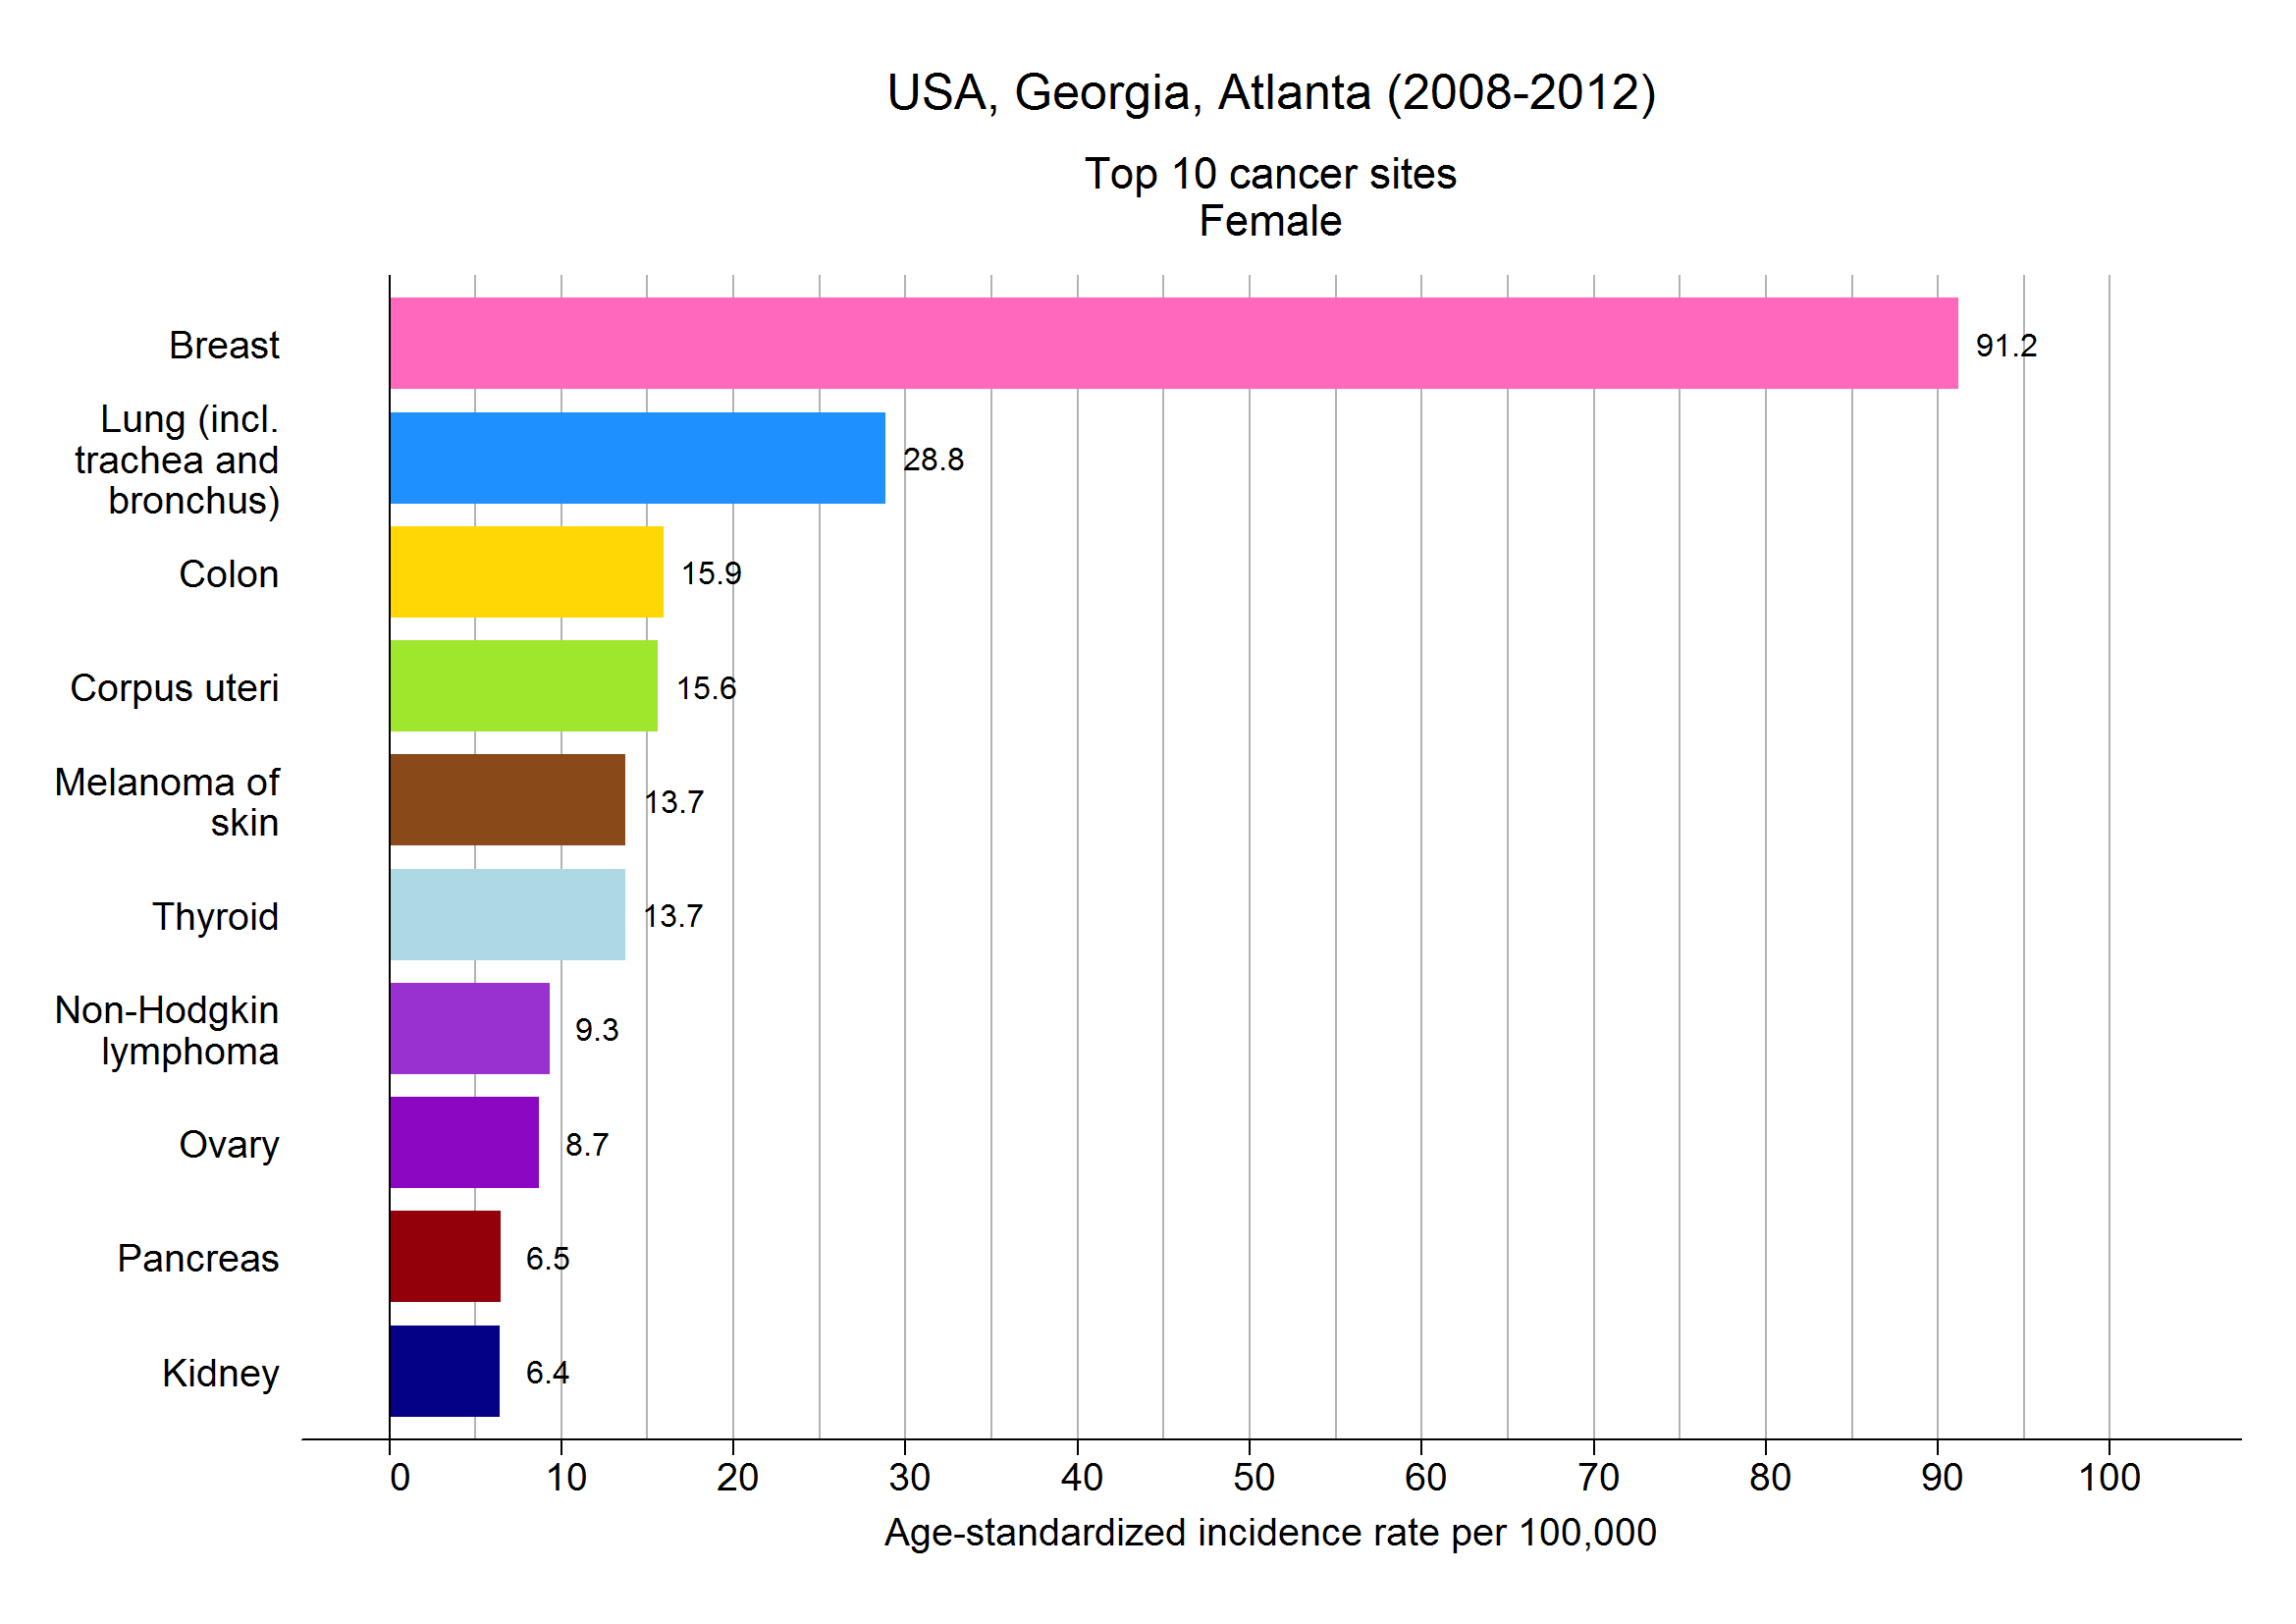 USA, Georgia, Atlanta (2008-2012)
Top 10 cancer sites
Female
Breast
91.2
Lung (incl.
trachea and
bronchus)
28.8
Colon
15.9
Corpus uteri
15.6
Melanoma of
skin
13.7
Thyroid
13.7
Non-Hodgkin
lymphoma
9.3
Ovary
8.7
Pancreas
6.5
Kidney
6.4
0 10 20 30 40 50 60 70 80 90 100
Age-standardized incidence rate per 100,000